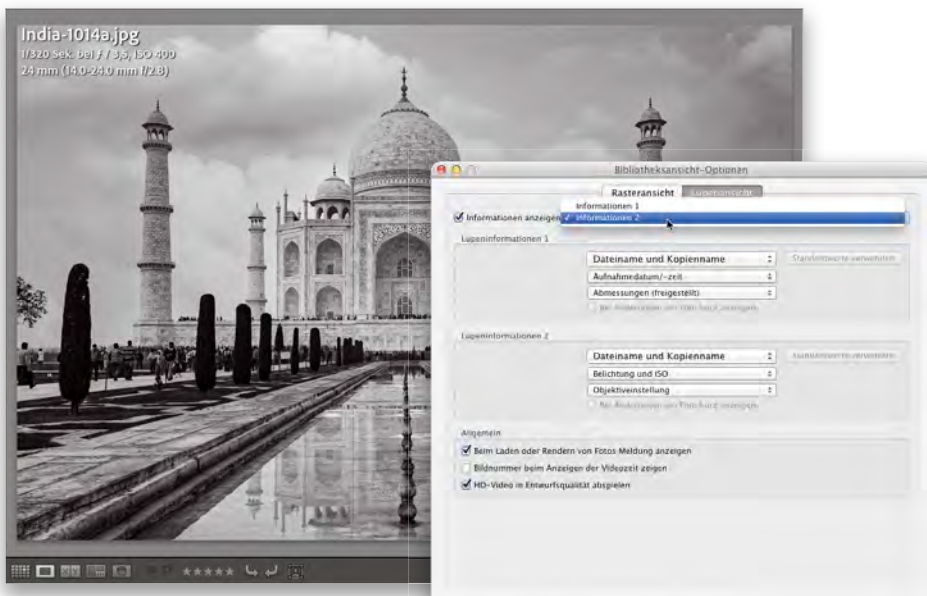 India-1014a.jpg
1/320 Sek. bei ƒ / 3,5, ISO 400
24 mm (14.0-24.0 mm f/2.8)
Bibliotheksansicht-Optionen
Rasteransicht Lupenansicht
Informationen anzeigen
Informationen 1
✓ Informationen 2
Lupeninformationen 1
Dateiname und Kopienname Standardwerte verwenden
Aufnahmedatum/-zeit
Abmessungen (freigestellt)
Bei Änderungen von Foto kurz anzeigen
Lupeninformationen 2
Dateiname und Kopienname Standardwerte verwenden
Belichtung und ISO
Objektiveinstellung
Bei Änderungen von Foto kurz anzeigen
Allgemein
Beim Laden oder Rendern von Fotos Meldung anzeigen
Bildnummer beim Anzeigen der Videozeit zeigen
HD-Video in Entwurfsqualität abspielen
X Y